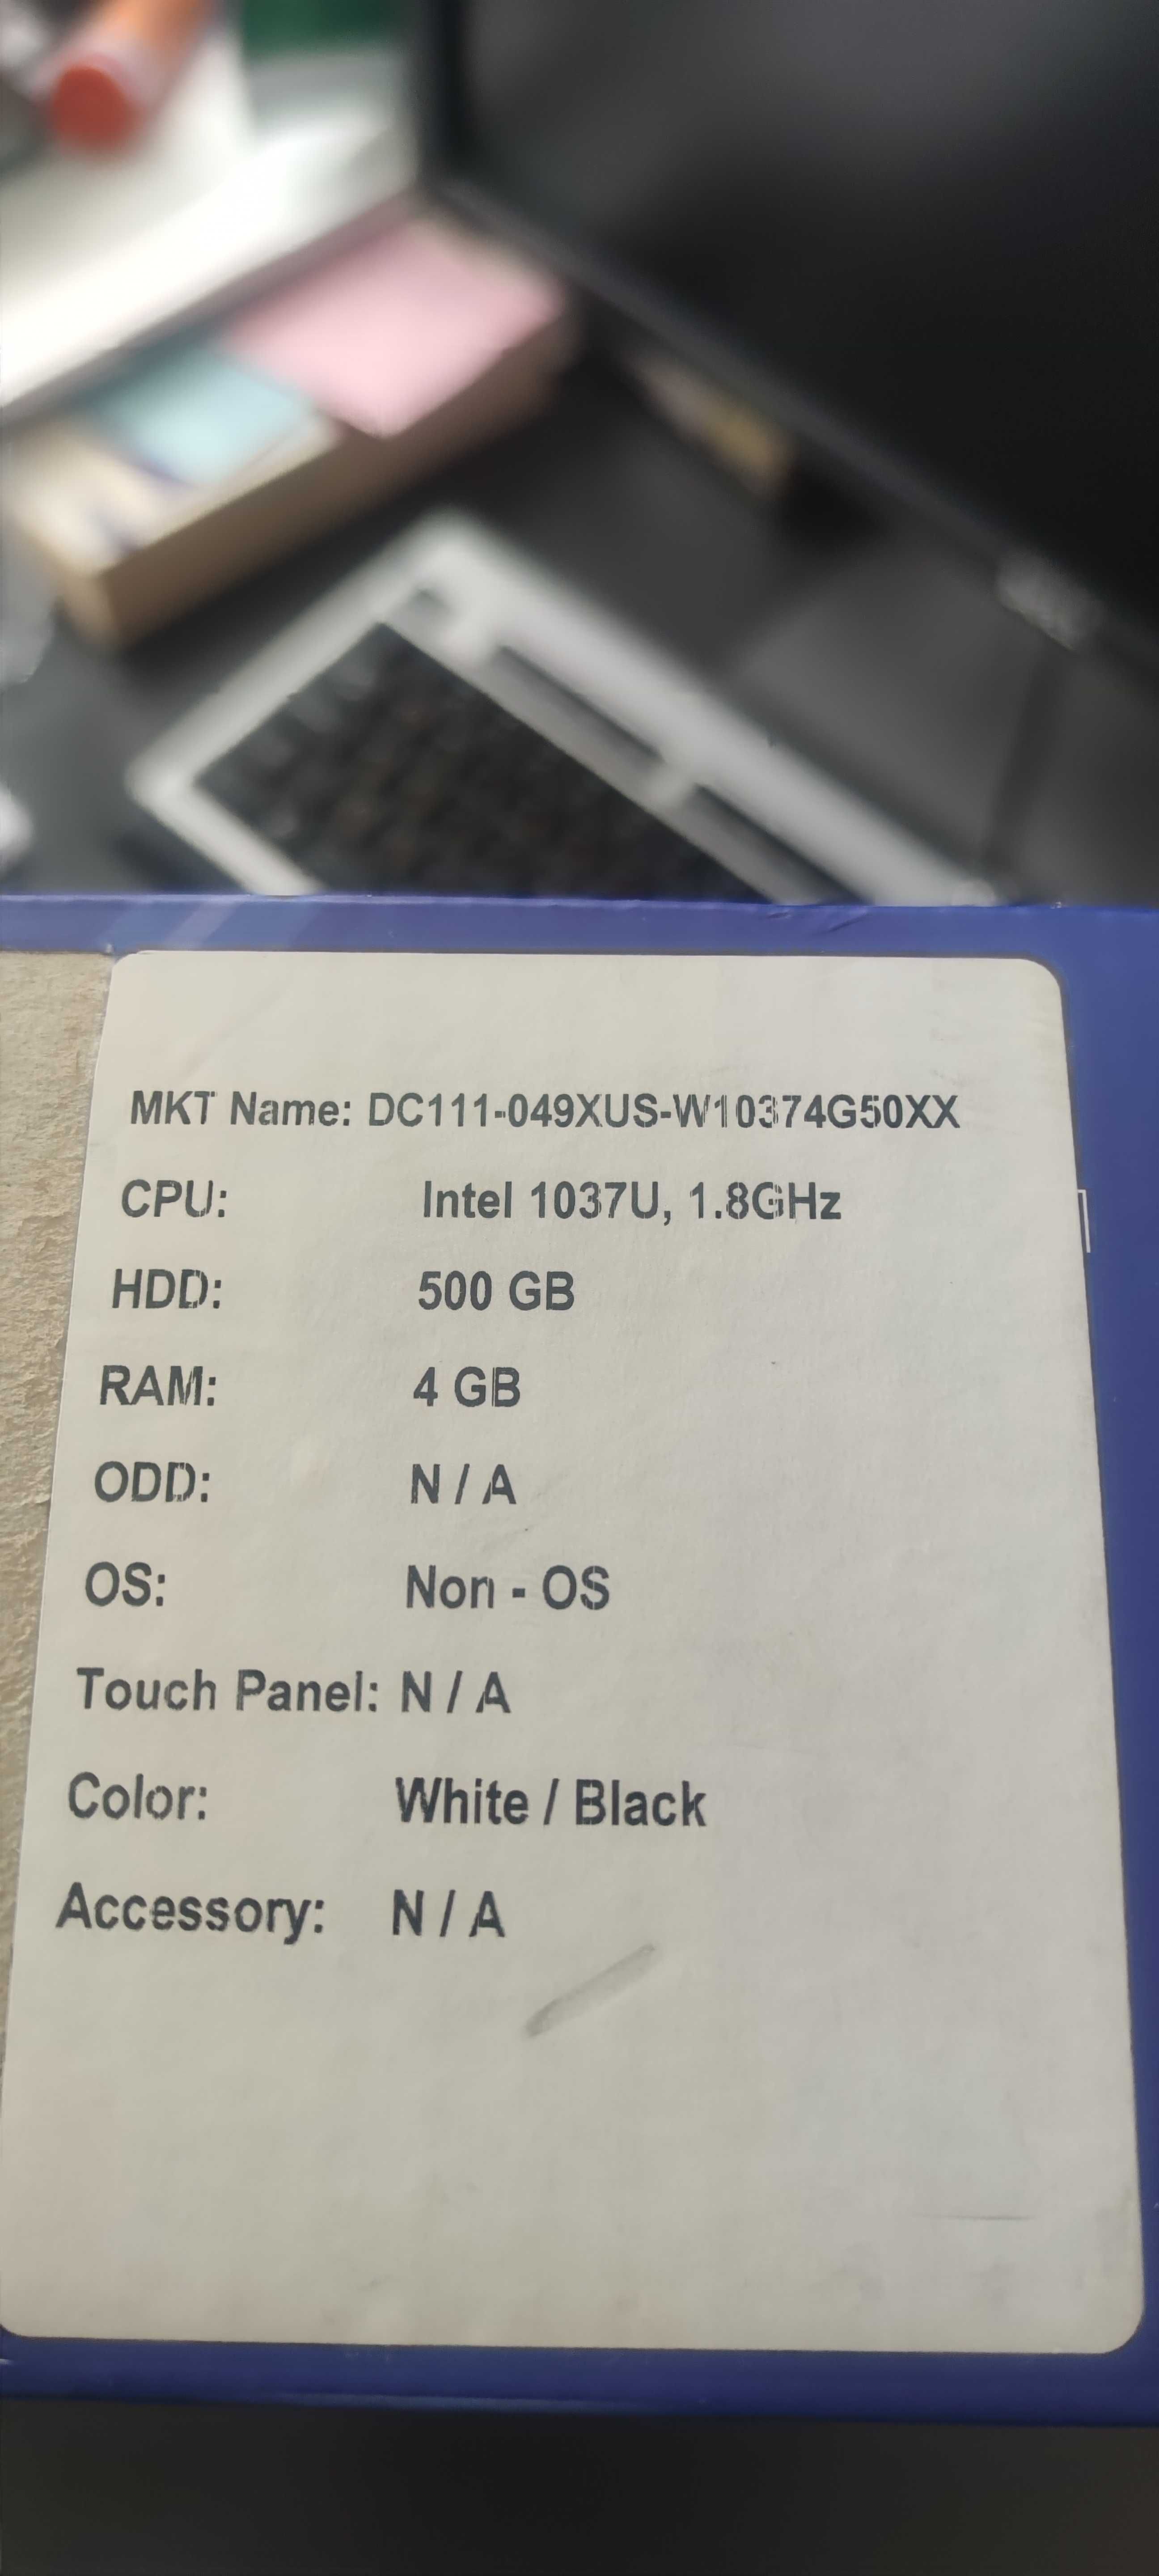 MKT Name: DC111-049XUS-W10374G50XX
CPU: Intel 1037U, 1.8GHz
HDD: 500 GB
RAM: 4 GB
ODD: N / A
OS: Non - OS
Touch Panel: N / A
Color: White / Black
Accessory: N / A